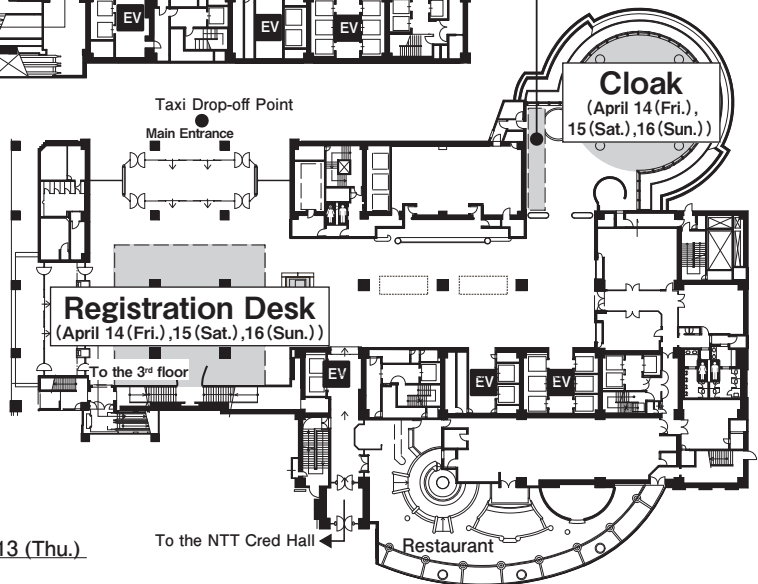 EV
EV
EV
Taxi Drop-off Point
Main Entrance
Cloak
(April 14(Fri.),
15(Sat.),16(Sun.))
Registration Desk
(April 14(Fri.),15(Sat.),16(Sun.))
To the 3rd floor
EV
EV
EV
13 (Thu.)
To the NTT Cred Hall
Restaurant